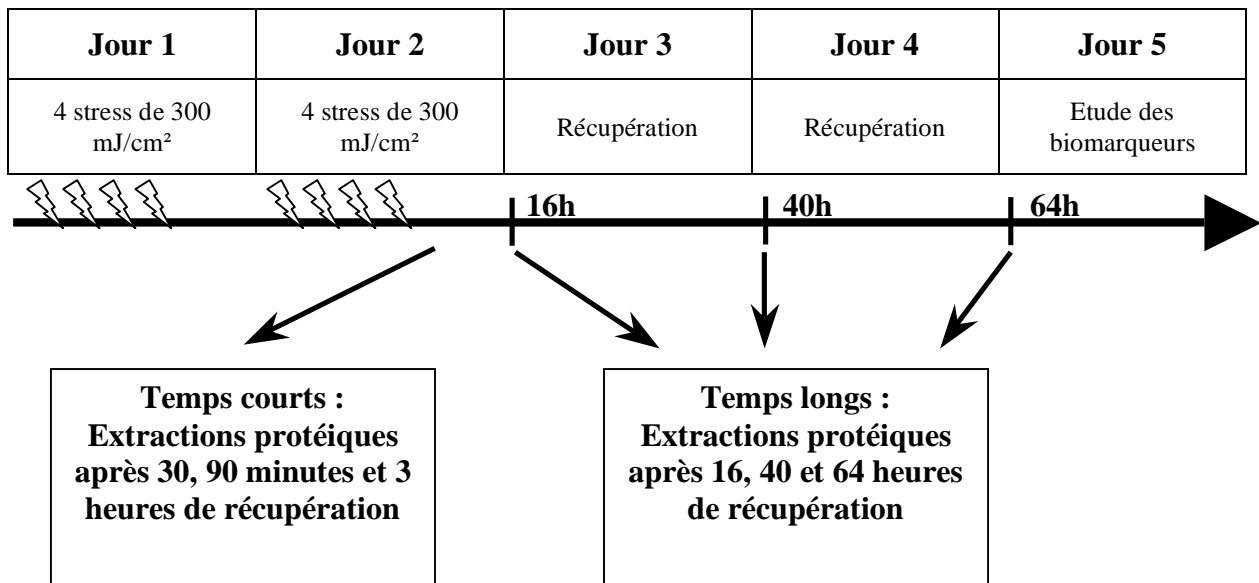 Jour 1 Jour 2 Jour 3 Jour 4 Jour 5
4 stress de 300
mJ/cm²
4 stress de 300
mJ/cm²
Récupération
Récupération
Etude des
biomarqueurs
16h 40h 64h
Temps courts :
Extractions protéiques
après 30, 90 minutes et 3
heures de récupération
Temps longs :
Extractions protéiques
après 16, 40 et 64 heures
de récupération